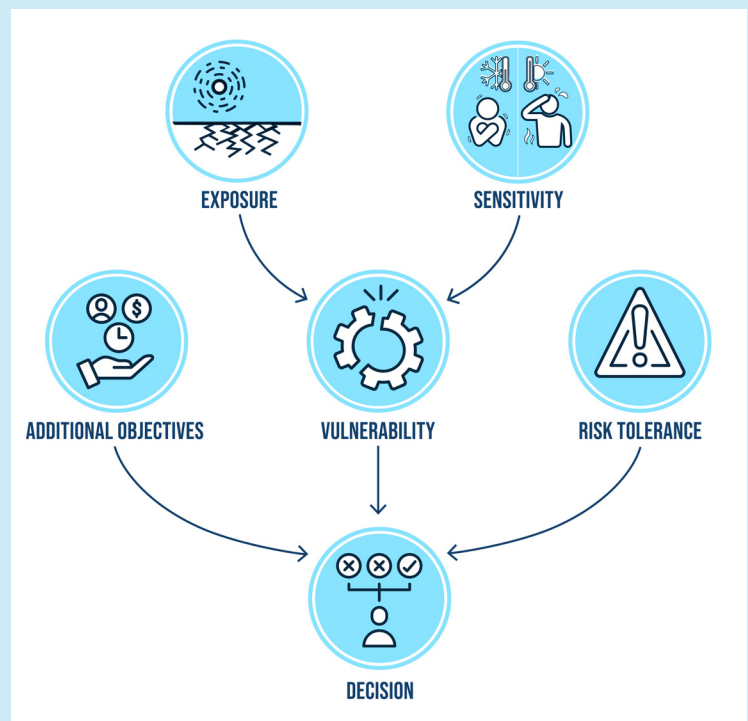 EXPOSURE
SENSITIVITY
$
ADDITIONAL OBJECTIVES
VULNERABILITY
RISK TOLERANCE
DECISION